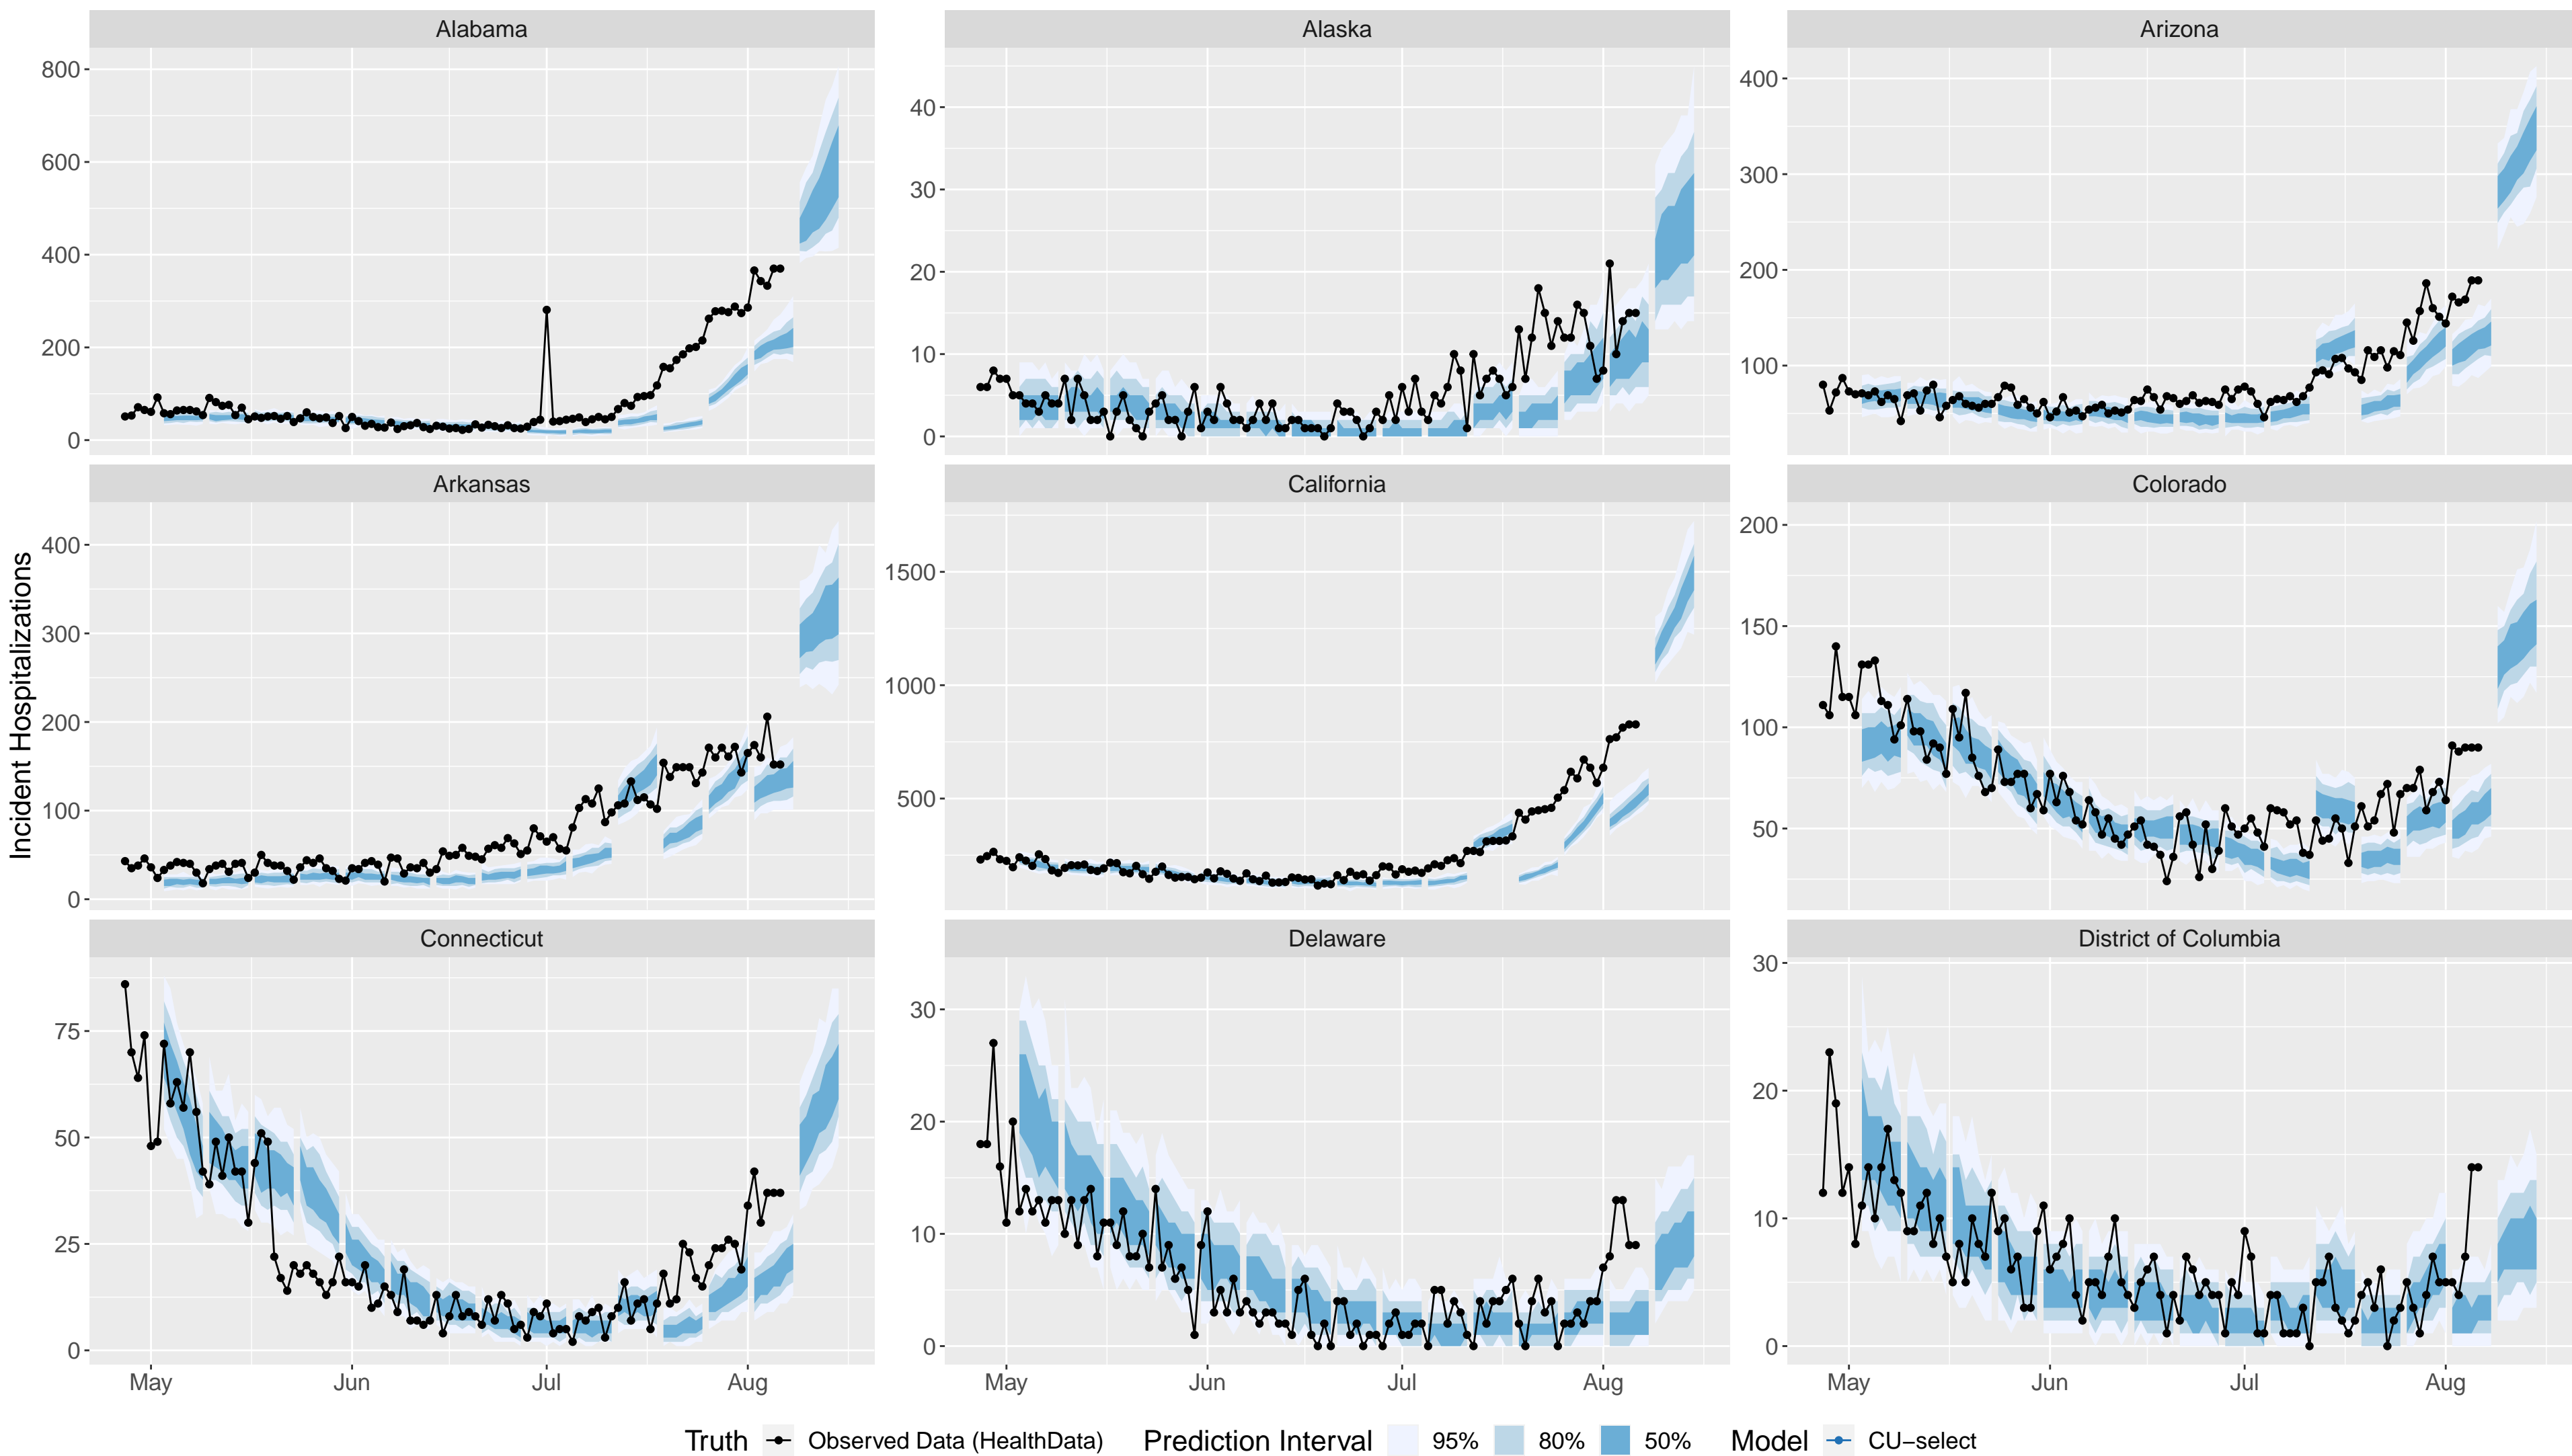 Alabama
Alaska
Arizona
800
600
400
200
0
40
30
20
10
0
400
300
200
100
Arkansas
California
Colorado
400
300
200
100
0
1500
1000
500
200
150
100
50
Connecticut
Delaware
District of Columbia
75
50
25
0
30
20
10
0
30
20
10
0
May Jun Jul Aug
May Jun Jul Aug
May Jun Jul Aug
Incident Hospitalizations
Truth Observed Data (HealthData) Prediction Interval 95% 80% 50% Model CU−select